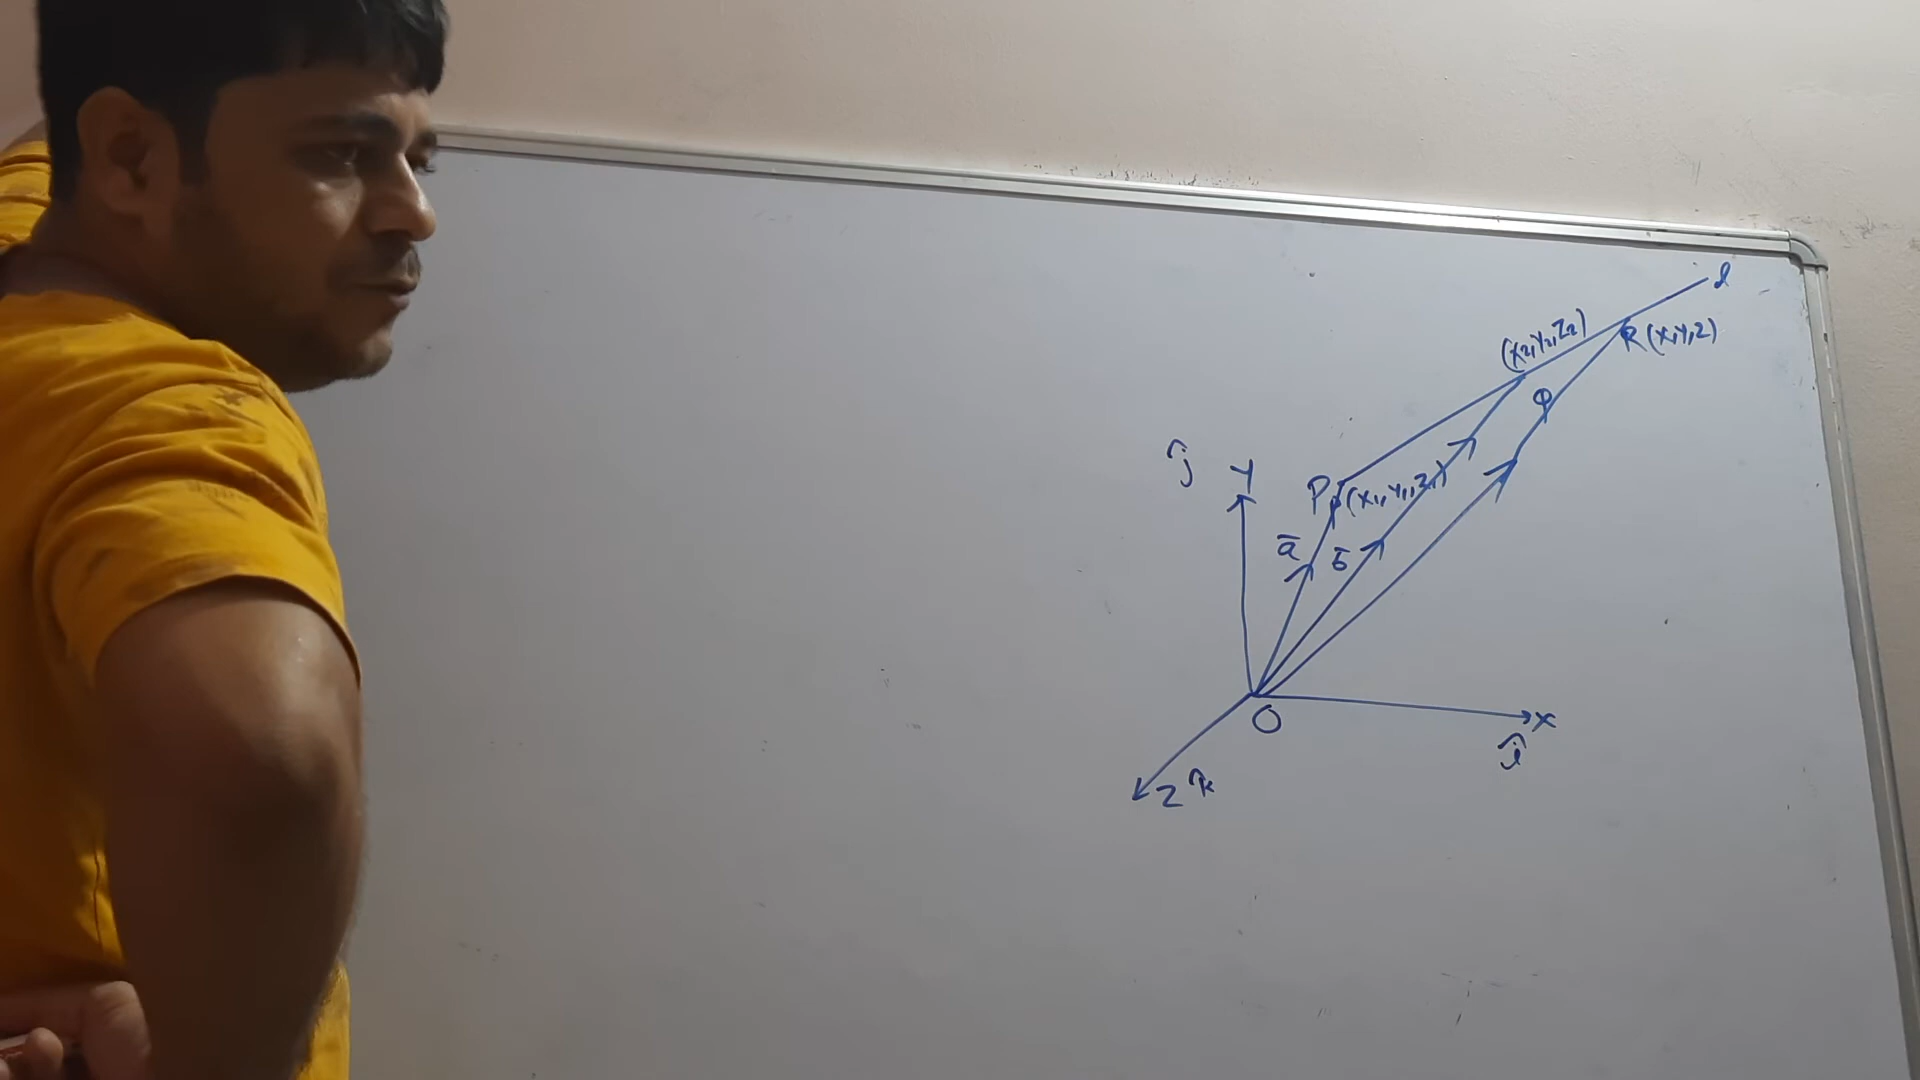 l
(x₂,y₂,z₂)
R(x,y,z)
Q
ĵ
y
P
(x₁,y₁,z₁)
ā
b̄
O
x
î
z k̂